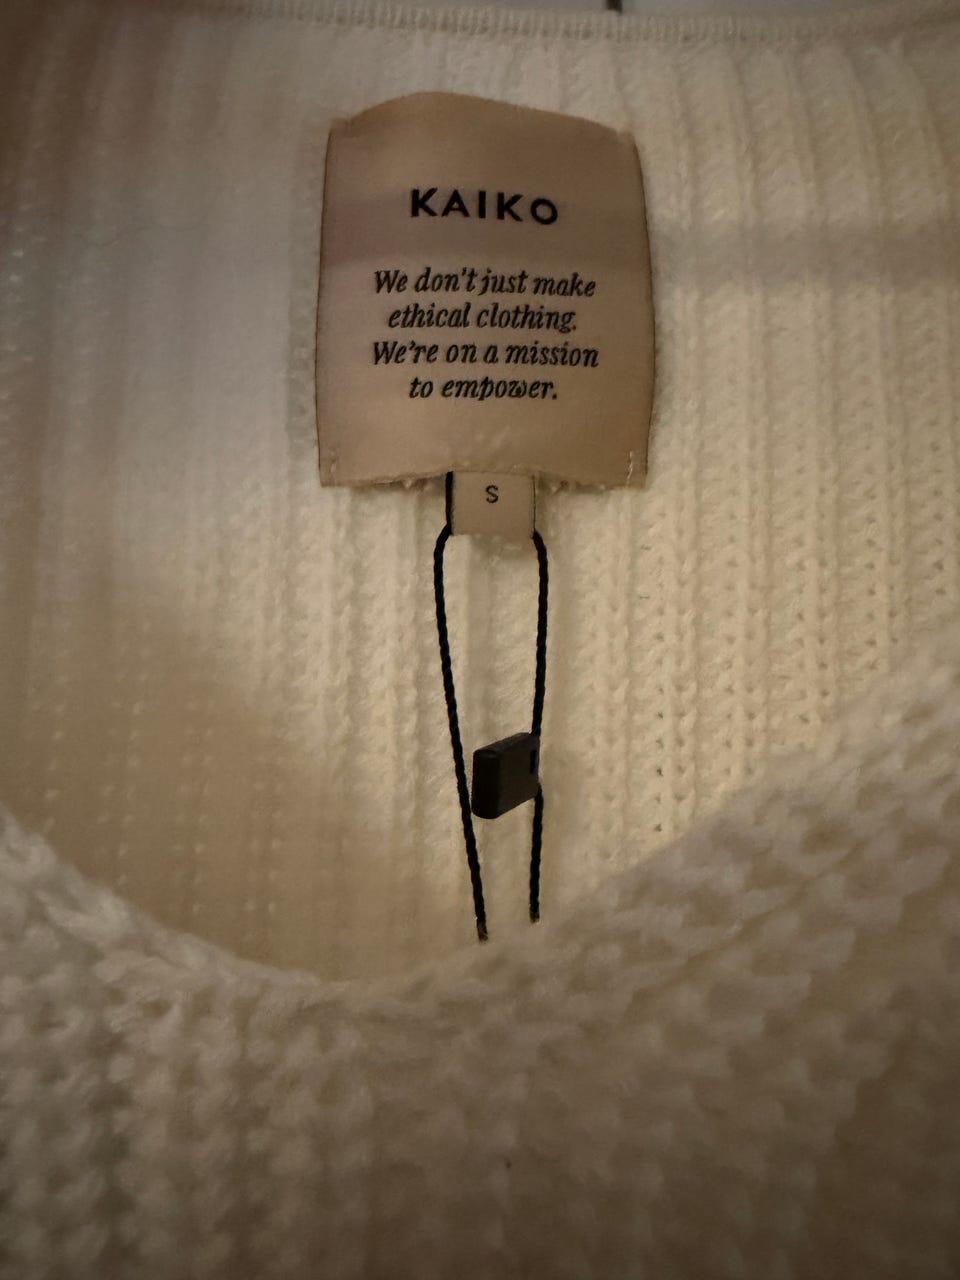 KAIKO
We don't just make
ethical clothing.
We're on a mission
to empower.
S